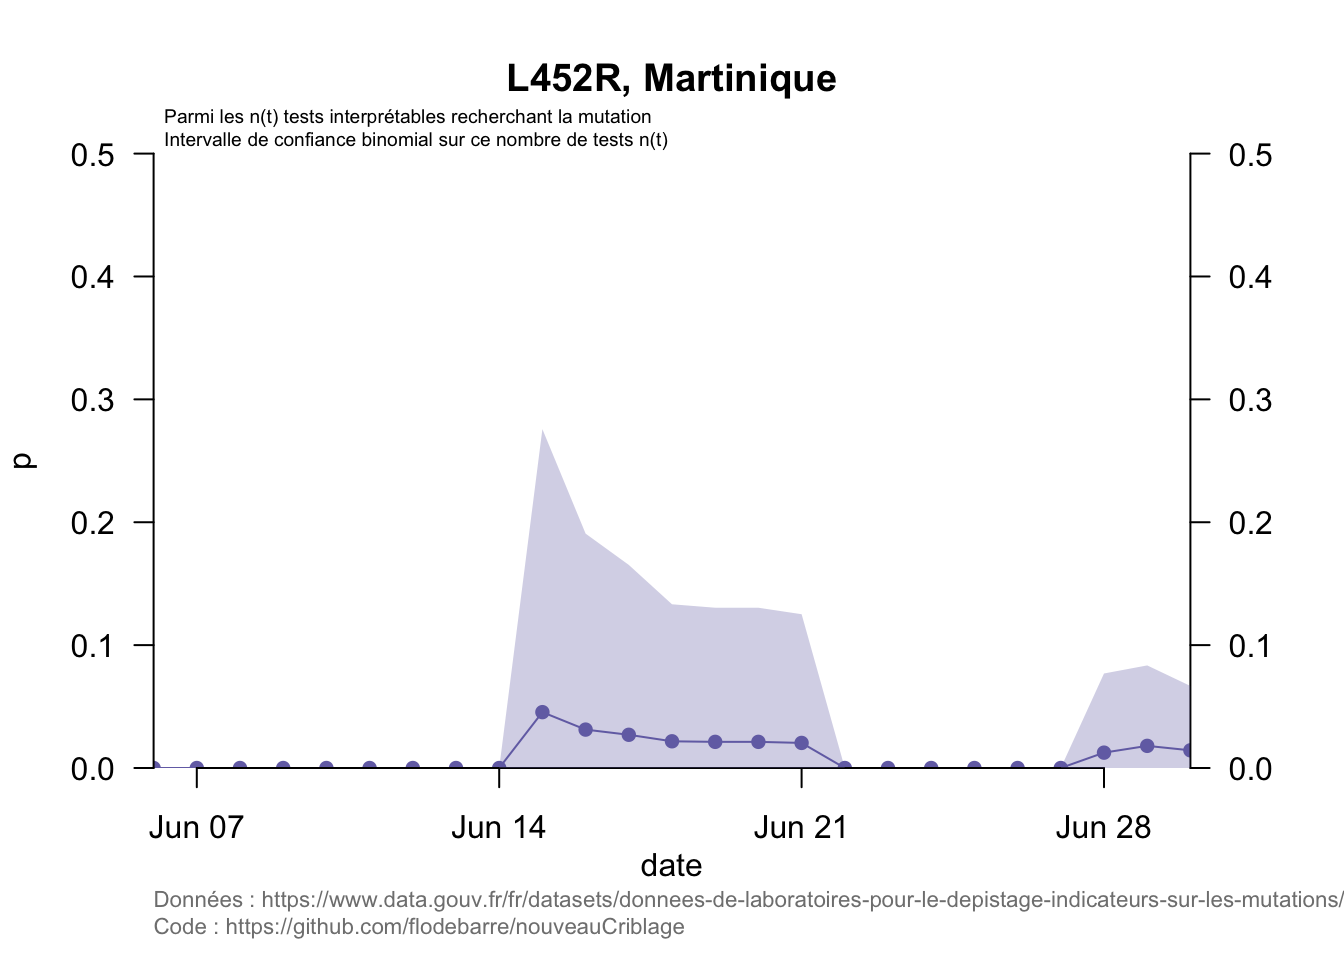 L452R, Martinique
Parmi les n(t) tests interprétables recherchant la mutation
Intervalle de confiance binomial sur ce nombre de tests n(t)
0.5 0.5
0.4 0.4
0.3 0.3
p
0.2 0.2
0.1 0.1
0.0 0.0
Jun 07 Jun 14 Jun 21 Jun 28
date
Données : https://www.data.gouv.fr/fr/datasets/donnees-de-laboratoires-pour-le-depistage-indicateurs-sur-les-mutations/
Code : https://github.com/flodebarre/nouveauCriblage